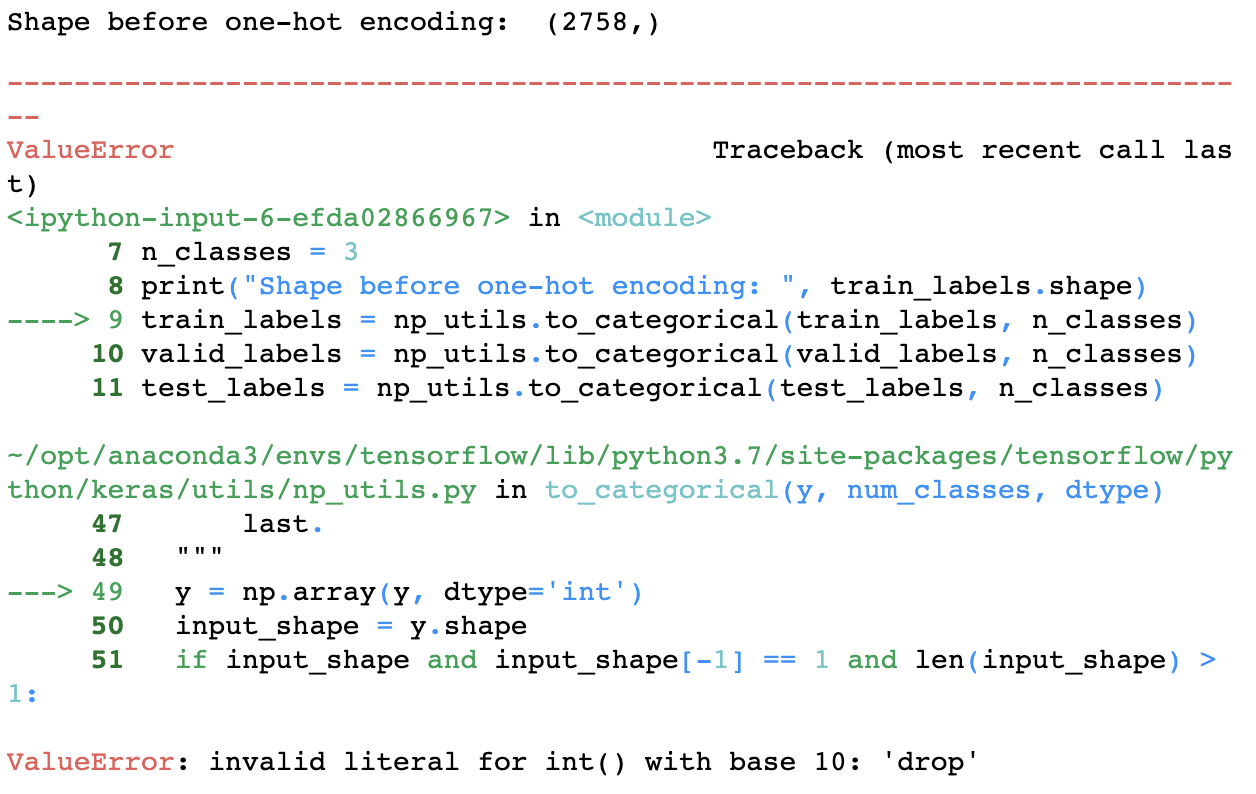 Shape before one-hot encoding:  (2758,)
-------------------------------------------------------------------------
--
ValueError                                Traceback (most recent call las
t)
<ipython-input-6-efda02866967> in <module>
      7 n_classes = 3
      8 print("Shape before one-hot encoding: ", train_labels.shape)
----> 9 train_labels = np_utils.to_categorical(train_labels, n_classes)
     10 valid_labels = np_utils.to_categorical(valid_labels, n_classes)
     11 test_labels = np_utils.to_categorical(test_labels, n_classes)
~/opt/anaconda3/envs/tensorflow/lib/python3.7/site-packages/tensorflow/py
thon/keras/utils/np_utils.py in to_categorical(y, num_classes, dtype)
     47       last.
     48   """
---> 49   y = np.array(y, dtype='int')
     50   input_shape = y.shape
     51   if input_shape and input_shape[-1] == 1 and len(input_shape) >
1:
ValueError: invalid literal for int() with base 10: 'drop'